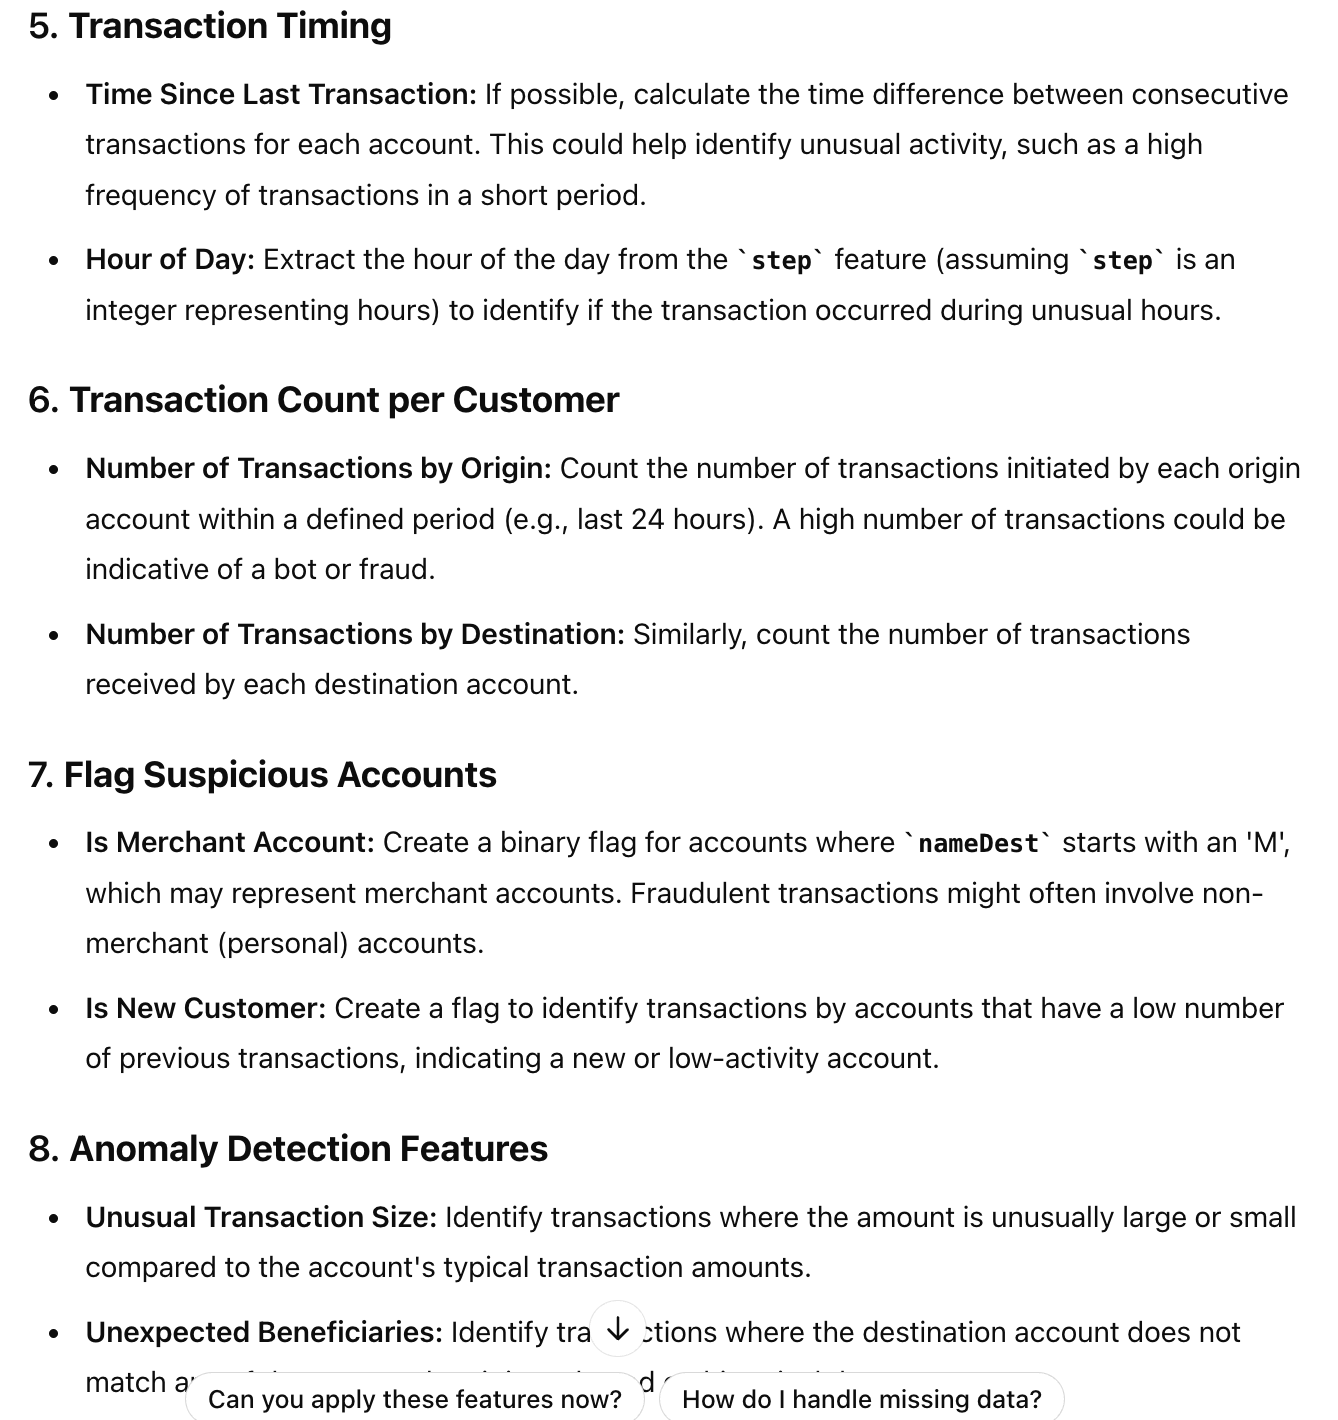 5. Transaction Timing
• Time Since Last Transaction: If possible, calculate the time difference between consecutive
transactions for each account. This could help identify unusual activity, such as a high
frequency of transactions in a short period.
• Hour of Day: Extract the hour of the day from the `step` feature (assuming `step` is an
integer representing hours) to identify if the transaction occurred during unusual hours.
6. Transaction Count per Customer
• Number of Transactions by Origin: Count the number of transactions initiated by each origin
account within a defined period (e.g., last 24 hours). A high number of transactions could be
indicative of a bot or fraud.
• Number of Transactions by Destination: Similarly, count the number of transactions
received by each destination account.
7. Flag Suspicious Accounts
• Is Merchant Account: Create a binary flag for accounts where `nameDest` starts with an 'M',
which may represent merchant accounts. Fraudulent transactions might often involve non-
merchant (personal) accounts.
• Is New Customer: Create a flag to identify transactions by accounts that have a low number
of previous transactions, indicating a new or low-activity account.
8. Anomaly Detection Features
• Unusual Transaction Size: Identify transactions where the amount is unusually large or small
compared to the account's typical transaction amounts.
• Unexpected Beneficiaries: Identify tra ctions where the destination account does not
match
Can you apply these features now? How do I handle missing data?